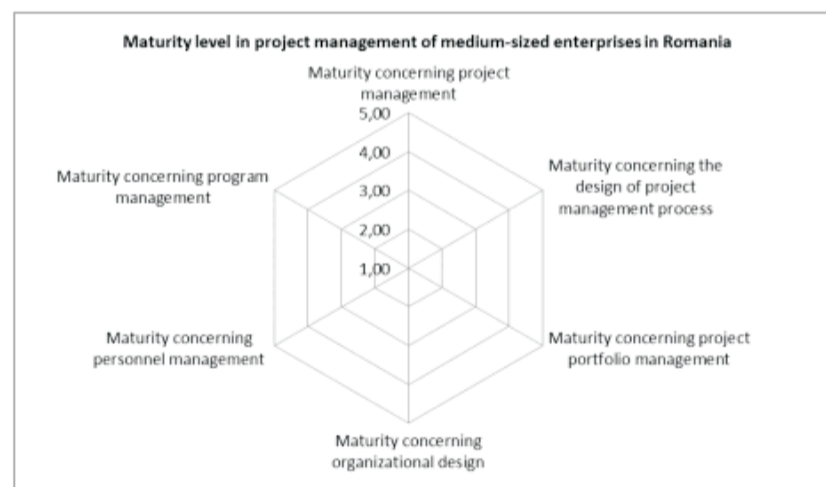 Maturity level in project management of medium-sized enterprises in Romania
Maturity concerning project
management
5,00
4,00
3,00
2,00
1,00
Maturity concerning the
design of project
management process
Maturity concerning project
portfolio management
Maturity concerning
organizational design
Maturity concerning
personnel management
Maturity concerning program
management